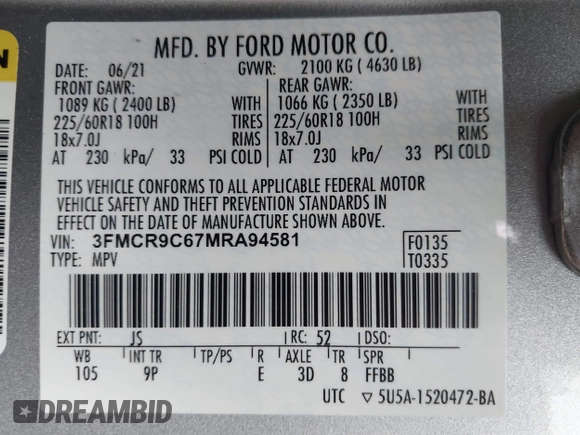 MFD. BY FORD MOTOR CO.
DATE: 06/21 GVWR: 2100 KG ( 4630 LB)
FRONT GAWR: REAR GAWR:
1089 KG ( 2400 LB) WITH 1066 KG ( 2350 LB) WITH
225/60R18 100H TIRES 225/60R18 100H TIRES
18x7.0J RIMS 18x7.0J RIMS
AT 230 kPa/ 33 PSI COLD AT 230 kPa/ 33 PSI COLD
THIS VEHICLE CONFORMS TO ALL APPLICABLE FEDERAL MOTOR
VEHICLE SAFETY AND THEFT PREVENTION STANDARDS IN
EFFECT ON THE DATE OF MANUFACTURE SHOWN ABOVE.
VIN: 3FMCR9C67MRA94581 F0135
TYPE: MPV T0335
EXT PNT: JS RC: 52 DSO:
WB INT TR TP/PS R AXLE TR SPR
105 9P E 3D 8 FFBB
UTC ▽ 5U5A-1520472-BA
DREAMBID